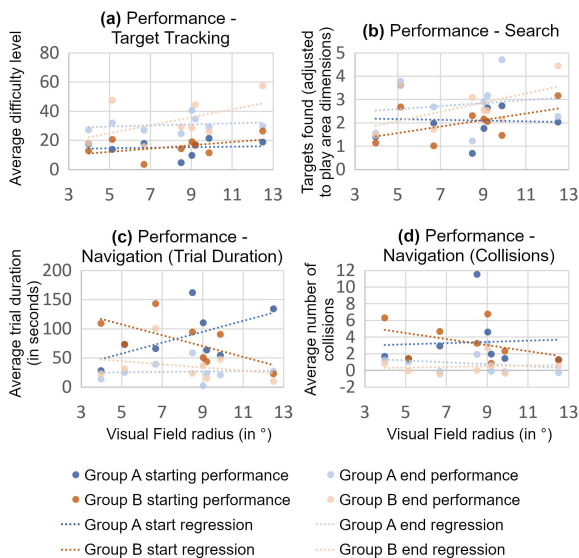 (a) Performance -
Target Tracking
Average difficulty level
80
60
40
20
0
3 5 7 9 11 13
(b) Performance - Search
Targets found (adjusted
to play area dimensions)
5
4
3
2
1
0
3 5 7 9 11 13
(c) Performance -
Navigation (Trial Duration)
Average trial duration
(in seconds)
200
150
100
50
0
3 5 7 9 11 13
Visual Field radius (in °)
(d) Performance -
Navigation (Collisions)
Average number of
collisions
12
10
8
6
4
2
0
-2
3 5 7 9 11 13
Visual Field radius (in °)
Group A starting performance
Group B starting performance
Group A start regression
Group B start regression
Group A end performance
Group B end performance
Group A end regression
Group B end regression